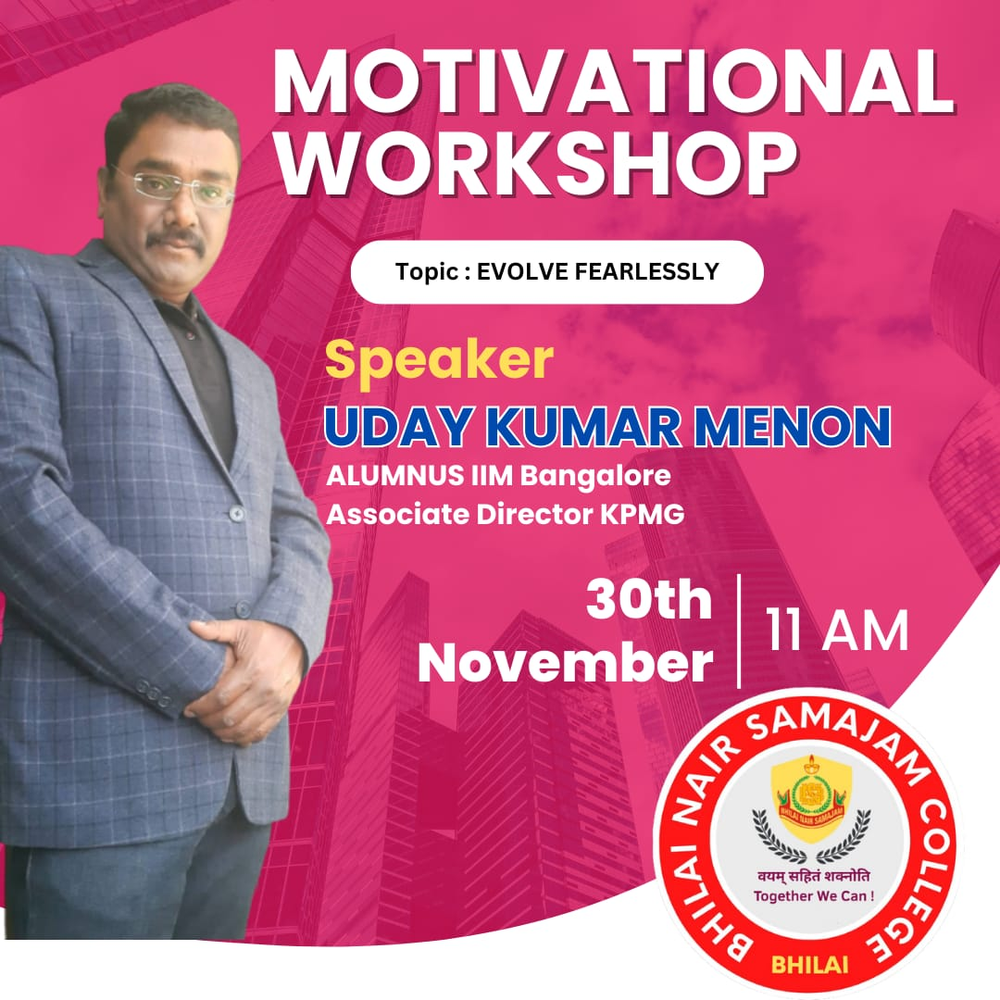 MOTIVATIONAL
WORKSHOP
Topic : EVOLVE FEARLESSLY
Speaker
UDAY KUMAR MENON
ALUMNUS IIM Bangalore
Associate Director KPMG
30th
November
11 AM
BHILAI NAIR SAMAJAM COLLEGE
BHILAI NAIR SAMAJAM
वयम् सहितं शक्नोति
Together We Can !
BHILAI